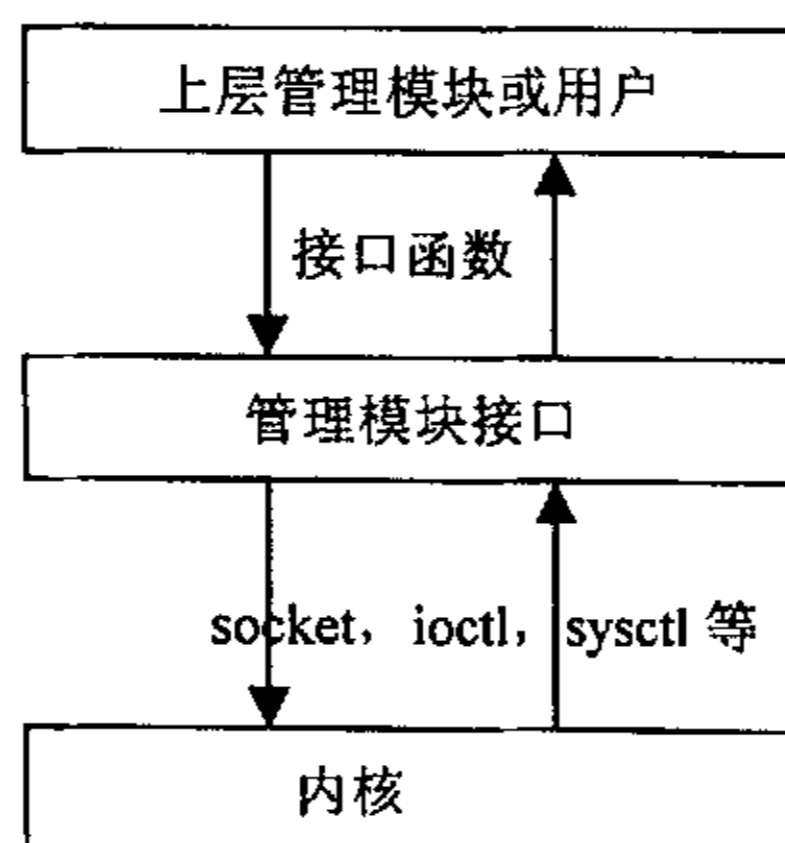 上层管理模块或用户
接口函数
管理模块接口
socket，ioctl，sysctl 等
内核